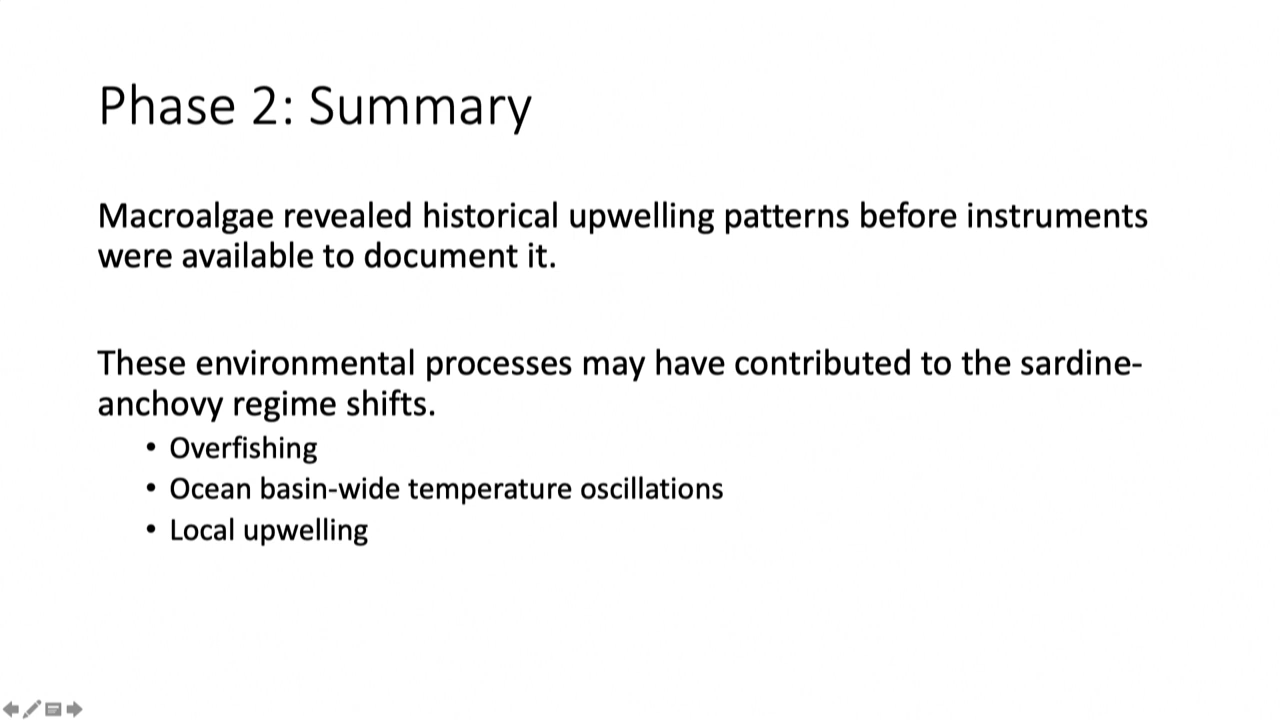 Phase 2: Summary
Macroalgae revealed historical upwelling patterns before instruments
were available to document it.
These environmental processes may have contributed to the sardine-
anchovy regime shifts.
• Overfishing
• Ocean basin-wide temperature oscillations
• Local upwelling